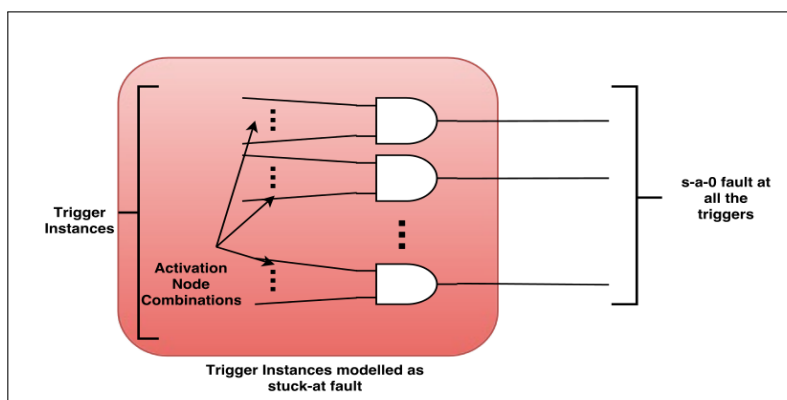 Trigger
Instances
Activation
Node
Combinations
s-a-0 fault at
all the
triggers
Trigger Instances modelled as
stuck-at fault